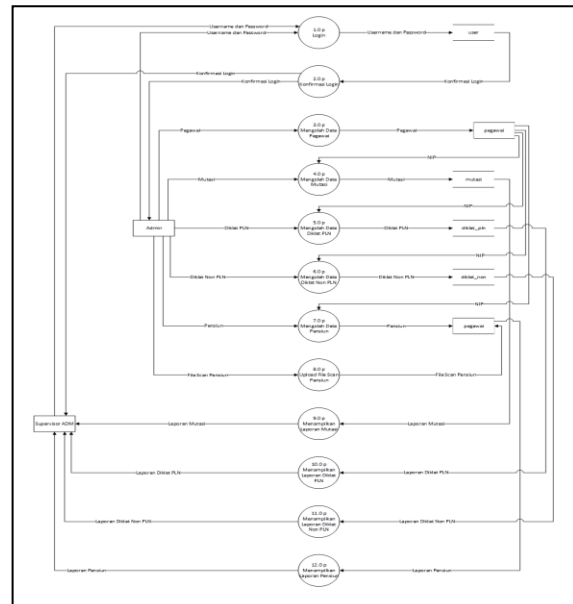 Username dan Password
Username dan Password
1.0 p
Login
Username dan Password
user
Konfirmasi Login
Konfirmasi Login
2.0 p
Konfirmasi Login
Pegawai
3.0 p
Mengolah Data
Pegawai
Pegawai
pegawai
NIP
Mutasi
4.0 p
Mengolah Data
Mutasi
Mutasi
mutasi
NIP
Admin
Diklat PLN
5.0 p
Mengolah Data
Diklat PLN
Diklat PLN
diklat_pln
NIP
Diklat Non PLN
6.0 p
Mengolah Data
Diklat Non PLN
Diklat Non PLN
diklat_non
NIP
Pensiun
7.0 p
Mengolah Data
Pensiun
Pensiun
pegawai
File Scan Pensiun
8.0 p
Upload File Scan
Pensiun
File Scan Pensiun
Supervisor ADM
Laporan Mutasi
9.0 p
Menampilkan
Laporan Mutasi
Laporan Mutasi
Laporan Diklat PLN
10.0 p
Menampilkan
Laporan Diklat
PLN
Laporan Diklat PLN
Laporan Diklat Non PLN
11.0 p
Menampilkan
Laporan Diklat
Non PLN
Laporan Diklat Non PLN
Laporan Pensiun
12.0 p
Menampilkan
Laporan Pensiun
Laporan Pensiun